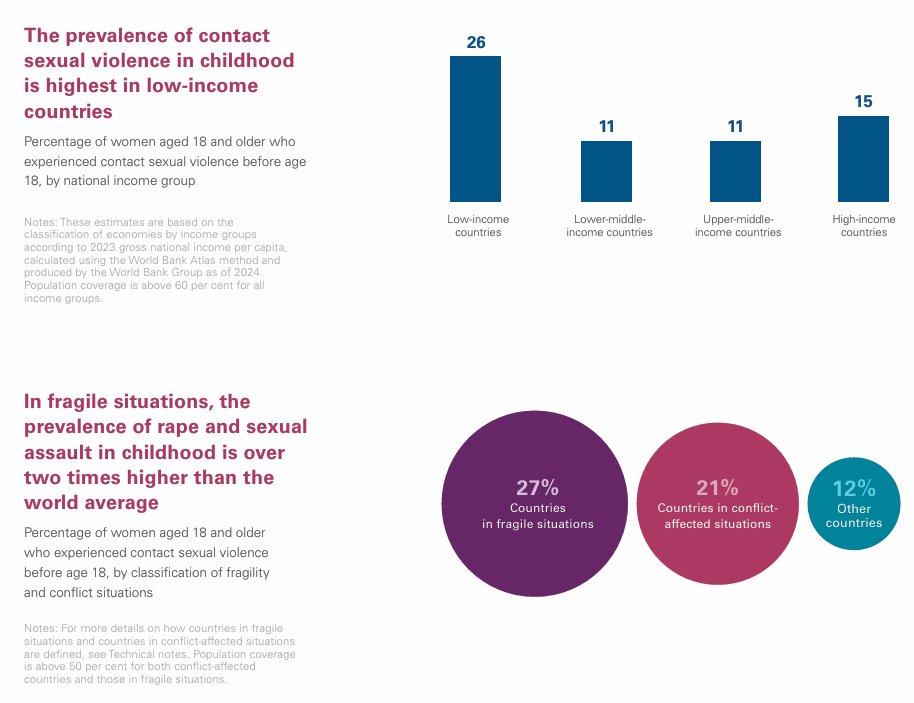 The prevalence of contact
sexual violence in childhood
is highest in low-income
countries
Percentage of women aged 18 and older who
experienced contact sexual violence before age
18, by national income group
Notes: These estimates are based on the
classification of economies by income groups
according to 2023 gross national income per capita,
calculated using the World Bank Atlas method and
produced by the World Bank Group as of 2024.
Population coverage is above 60 per cent for all
income groups.
26
11
11
15
Low-income
countries
Lower-middle-
income countries
Upper-middle-
income countries
High-income
countries
In fragile situations, the
prevalence of rape and sexual
assault in childhood is over
two times higher than the
world average
Percentage of women aged 18 and older
who experienced contact sexual violence
before age 18, by classification of fragility
and conflict situations
Notes: For more details on how countries in fragile
situations and countries in conflict-affected situations
are defined, see Technical notes. Population coverage
is above 50 per cent for both conflict-affected
countries and those in fragile situations.
27%
Countries
in fragile situations
21%
Countries in conflict-
affected situations
12%
Other
countries